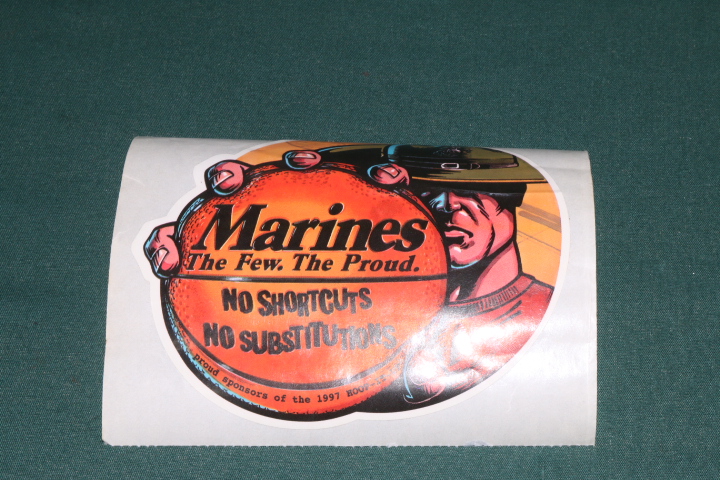 Marines
The Few. The Proud.
NO SHORTCUTS
NO SUBSTITUTIONS
proud sponsors of the 1997